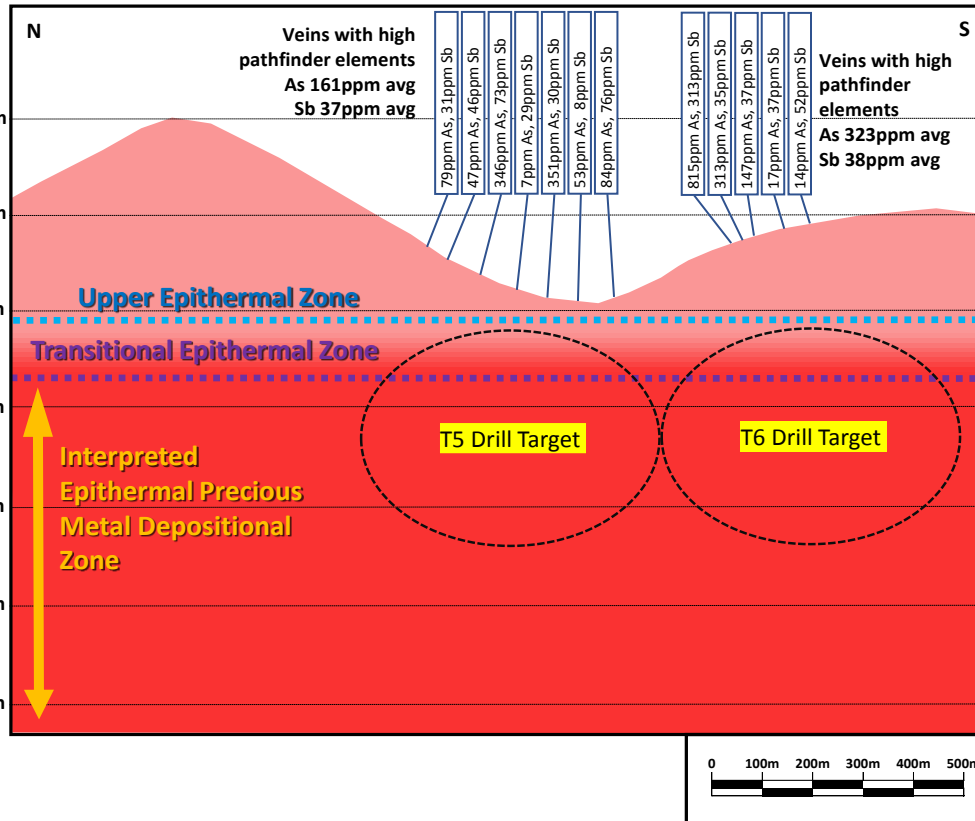 N
S
Veins with high
pathfinder elements
As 161ppm avg
Sb 37ppm avg
79ppm As, 31ppm Sb
47ppm As, 46ppm Sb
346ppm As, 73ppm Sb
7ppm As, 29ppm Sb
351ppm As, 30ppm Sb
53ppm As, 8ppm Sb
84ppm As, 76ppm Sb
815ppm As, 313ppm Sb
313ppm As, 35ppm Sb
147ppm As, 37ppm Sb
17ppm As, 37ppm Sb
14ppm As, 52ppm Sb
Veins with high
pathfinder
elements
As 323ppm avg
Sb 38ppm avg
Upper Epithermal Zone
Transitional Epithermal Zone
T5 Drill Target
T6 Drill Target
Interpreted
Epithermal Precious
Metal Depositional
Zone
0 100m 200m 300m 400m 500m